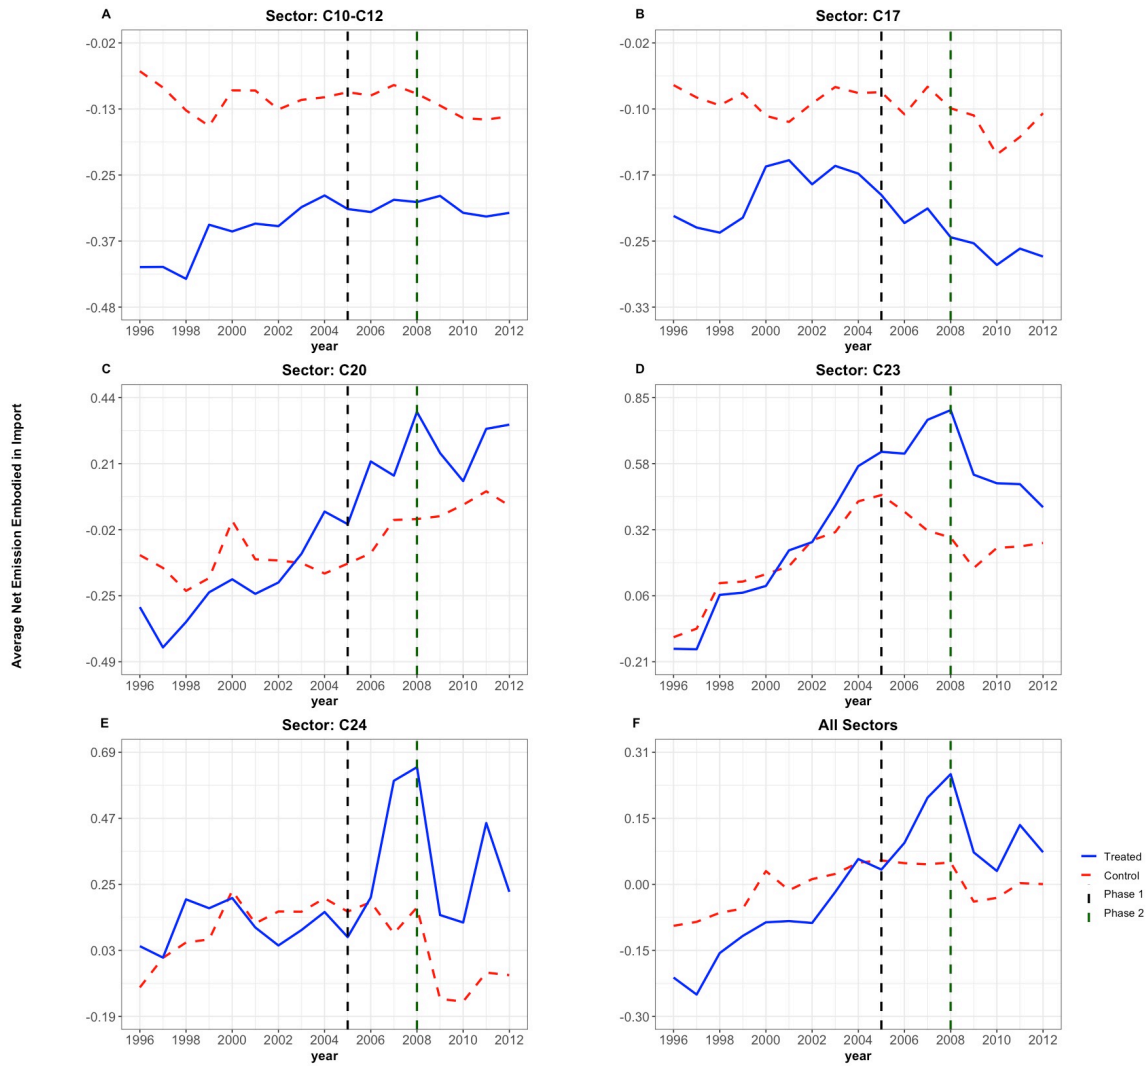 A
Sector: C10-C12
-0.02
-0.13
-0.25
-0.37
-0.48
1996 1998 2000 2002 2004 2006 2008 2010 2012
year
B
Sector: C17
-0.02
-0.10
-0.17
-0.25
-0.33
1996 1998 2000 2002 2004 2006 2008 2010 2012
year
Average Net Emission Embodied in Import
C
Sector: C20
0.44
0.21
-0.02
-0.25
-0.49
1996 1998 2000 2002 2004 2006 2008 2010 2012
year
D
Sector: C23
0.85
0.58
0.32
0.06
-0.21
1996 1998 2000 2002 2004 2006 2008 2010 2012
year
E
Sector: C24
0.69
0.47
0.25
0.03
-0.19
1996 1998 2000 2002 2004 2006 2008 2010 2012
year
F
All Sectors
0.31
0.15
0.00
-0.15
-0.30
1996 1998 2000 2002 2004 2006 2008 2010 2012
year
Treated
Control
Phase 1
Phase 2